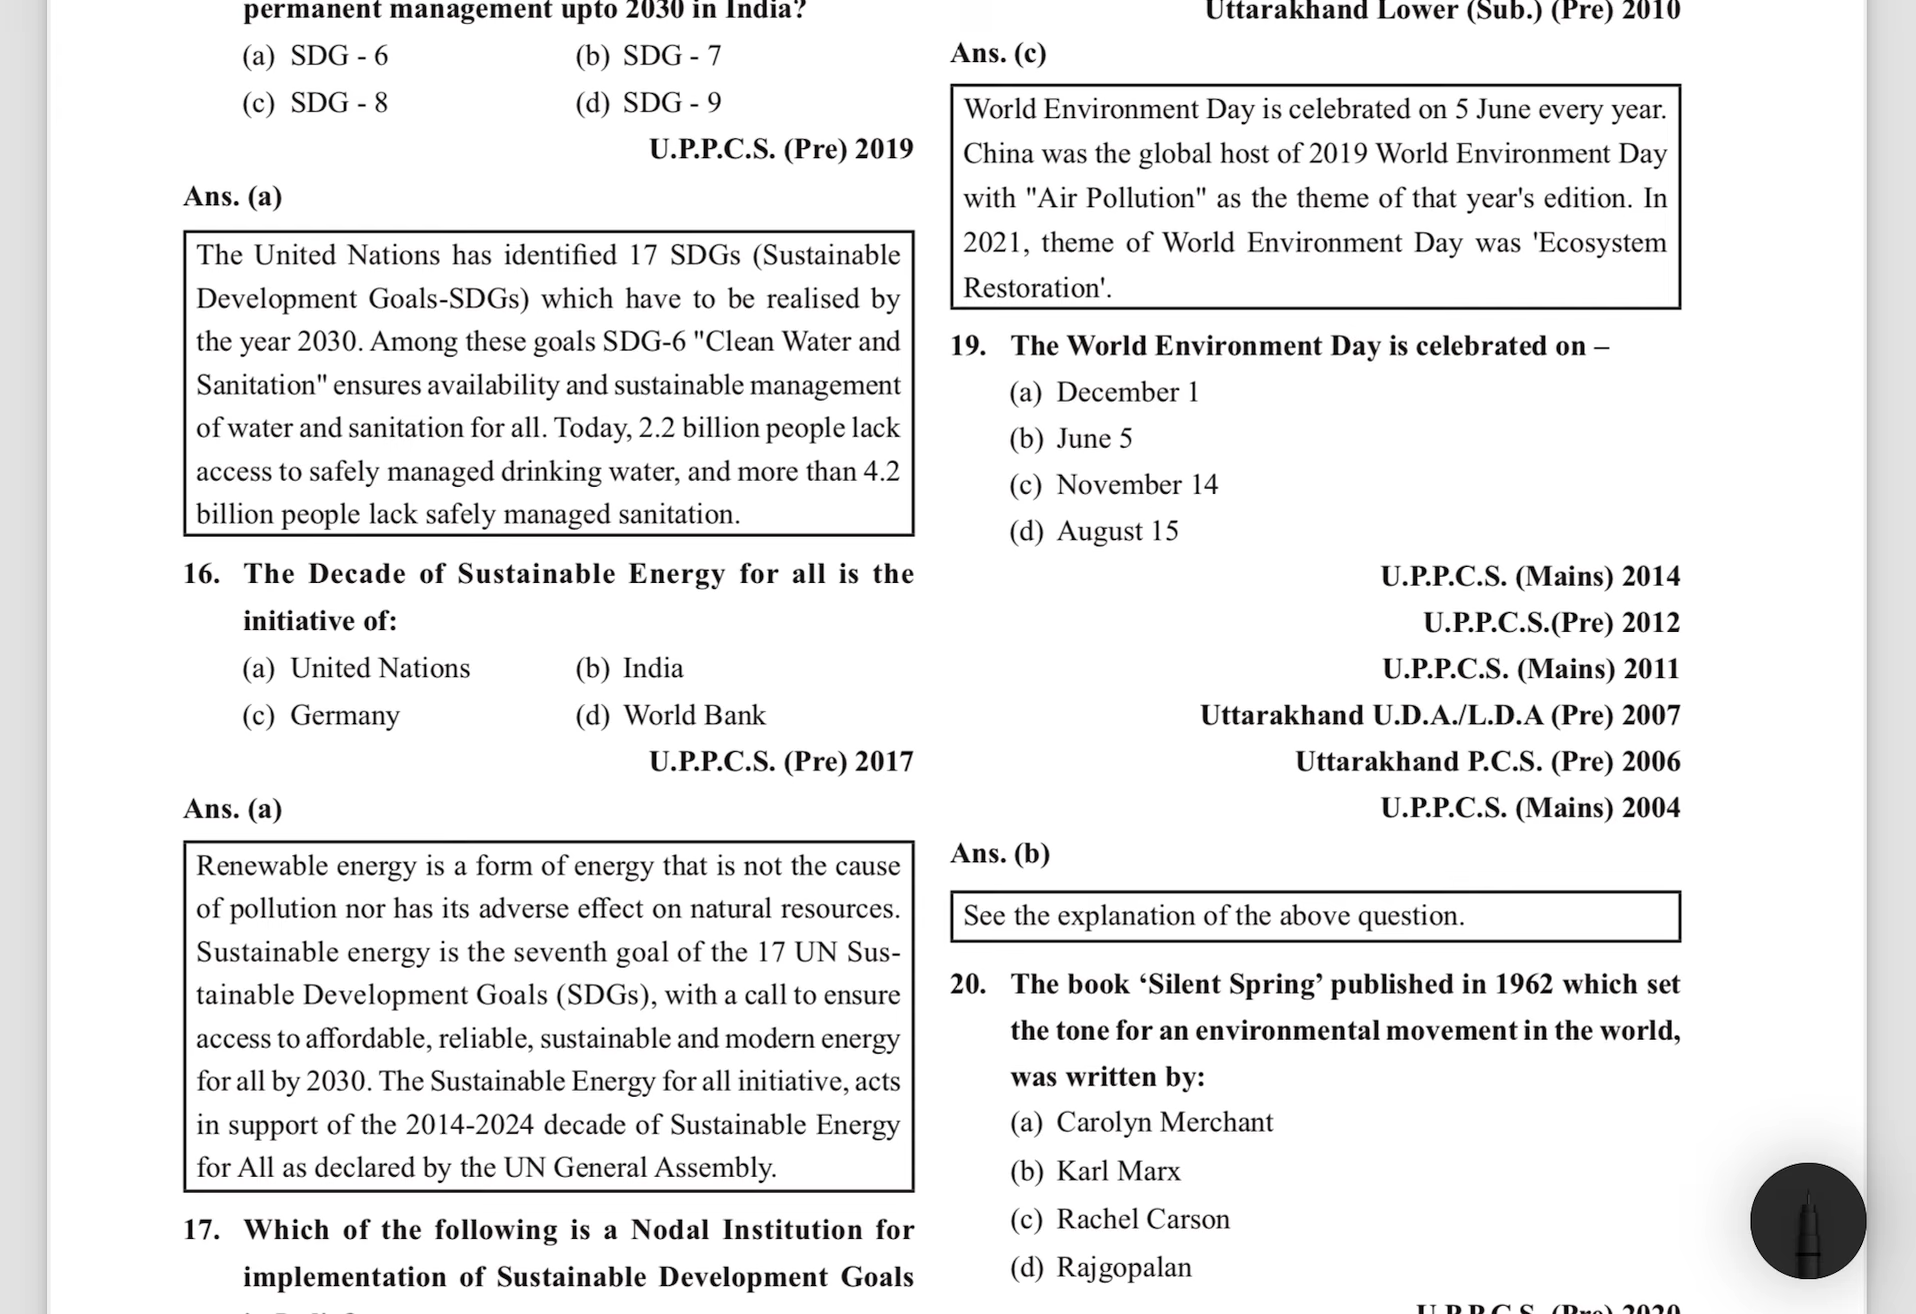 permanent management upto 2030 in India?
(a) SDG - 6 (b) SDG - 7
(c) SDG - 8 (d) SDG - 9
U.P.P.C.S. (Pre) 2019
Ans. (a)
The United Nations has identified 17 SDGs (Sustainable
Development Goals-SDGs) which have to be realised by
the year 2030. Among these goals SDG-6 "Clean Water and
Sanitation" ensures availability and sustainable management
of water and sanitation for all. Today, 2.2 billion people lack
access to safely managed drinking water, and more than 4.2
billion people lack safely managed sanitation.
16. The Decade of Sustainable Energy for all is the
initiative of:
(a) United Nations (b) India
(c) Germany (d) World Bank
U.P.P.C.S. (Pre) 2017
Ans. (a)
Renewable energy is a form of energy that is not the cause
of pollution nor has its adverse effect on natural resources.
Sustainable energy is the seventh goal of the 17 UN Sus-
tainable Development Goals (SDGs), with a call to ensure
access to affordable, reliable, sustainable and modern energy
for all by 2030. The Sustainable Energy for all initiative, acts
in support of the 2014-2024 decade of Sustainable Energy
for All as declared by the UN General Assembly.
17. Which of the following is a Nodal Institution for
implementation of Sustainable Development Goals
Uttarakhand Lower (Sub.) (Pre) 2010
Ans. (c)
World Environment Day is celebrated on 5 June every year.
China was the global host of 2019 World Environment Day
with "Air Pollution" as the theme of that year's edition. In
2021, theme of World Environment Day was 'Ecosystem
Restoration'.
19. The World Environment Day is celebrated on –
(a) December 1
(b) June 5
(c) November 14
(d) August 15
U.P.P.C.S. (Mains) 2014
U.P.P.C.S.(Pre) 2012
U.P.P.C.S. (Mains) 2011
Uttarakhand U.D.A./L.D.A (Pre) 2007
Uttarakhand P.C.S. (Pre) 2006
U.P.P.C.S. (Mains) 2004
Ans. (b)
See the explanation of the above question.
20. The book ‘Silent Spring’ published in 1962 which set
the tone for an environmental movement in the world,
was written by:
(a) Carolyn Merchant
(b) Karl Marx
(c) Rachel Carson
(d) Rajgopalan
U.P.P.C.S. (Pre) 2020